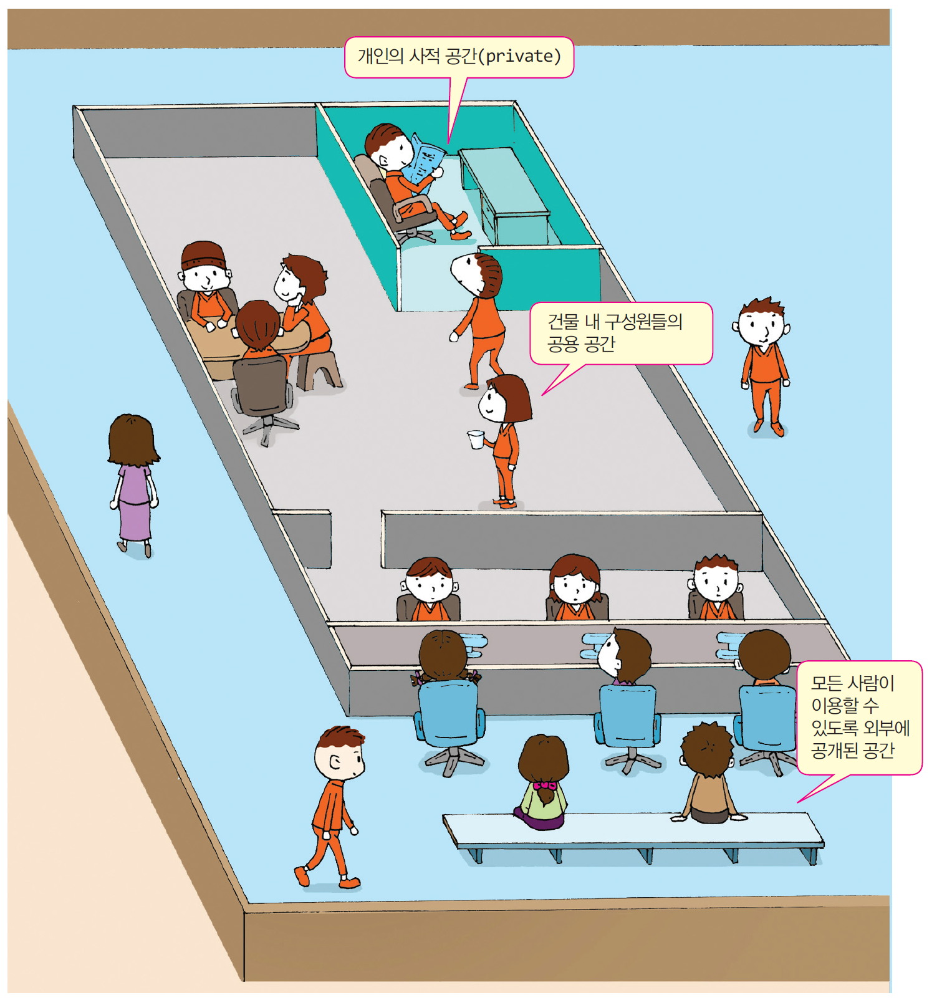 개인의 사적 공간(private)
건물 내 구성원들의
공용 공간
모든 사람이
이용할 수
있도록 외부에
공개된 공간